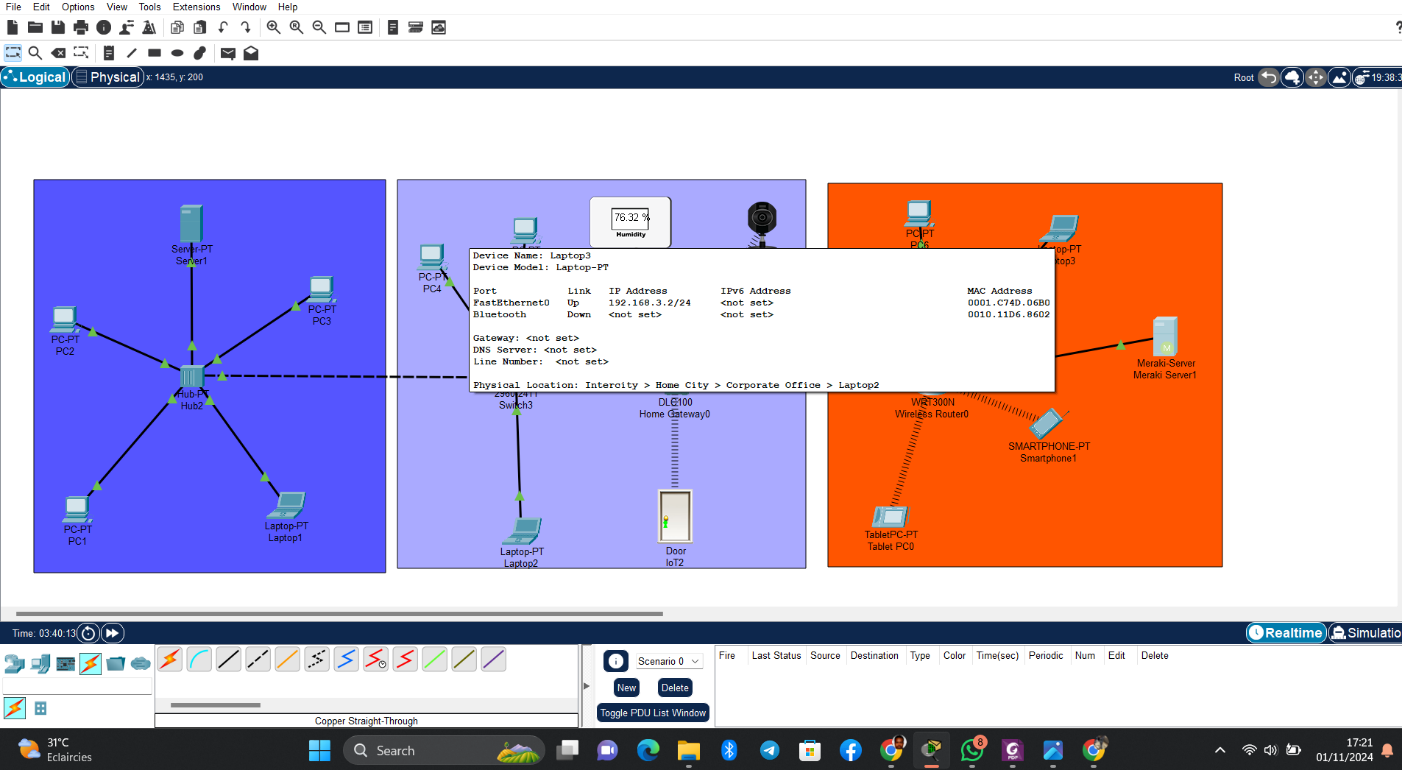 File Edit Options View Tools Extensions Window Help
?
Logical Physical x: 1435, y: 200 Root 19:38:3
76.32 %
Humidity
Server-PT
Server1
PC-PT
PC3
PC-PT
PC2
Hub-PT
Hub2
PC-PT
PC1
Laptop-PT
Laptop1
PC-PT
PC4
Device Name: Laptop3
Device Model: Laptop-PT
Port Link IP Address IPv6 Address MAC Address
FastEthernet0 Up 192.168.3.2/24 <not set> 0001.C74D.06B0
Bluetooth Down <not set> <not set> 0010.11D6.8602
Gateway: <not set>
DNS Server: <not set>
Line Number: <not set>
Physical Location: Intercity > Home City > Corporate Office > Laptop2
Switch3
DLC100
Home Gateway0
Laptop-PT
Laptop2
Door
IoT2
PC-PT
PC6
top-PT
top3
Meraki-Server
Meraki Server1
WRT300N
Wireless Router0
SMARTPHONE-PT
Smartphone1
TabletPC-PT
Tablet PC0
Time: 03:40:13 Realtime Simulatio
Scenario 0
New Delete
Toggle PDU List Window
Fire Last Status Source Destination Type Color Time(sec) Periodic Num Edit Delete
Copper Straight-Through
31°C
Eclaircies
Search
8
17:21
01/11/2024